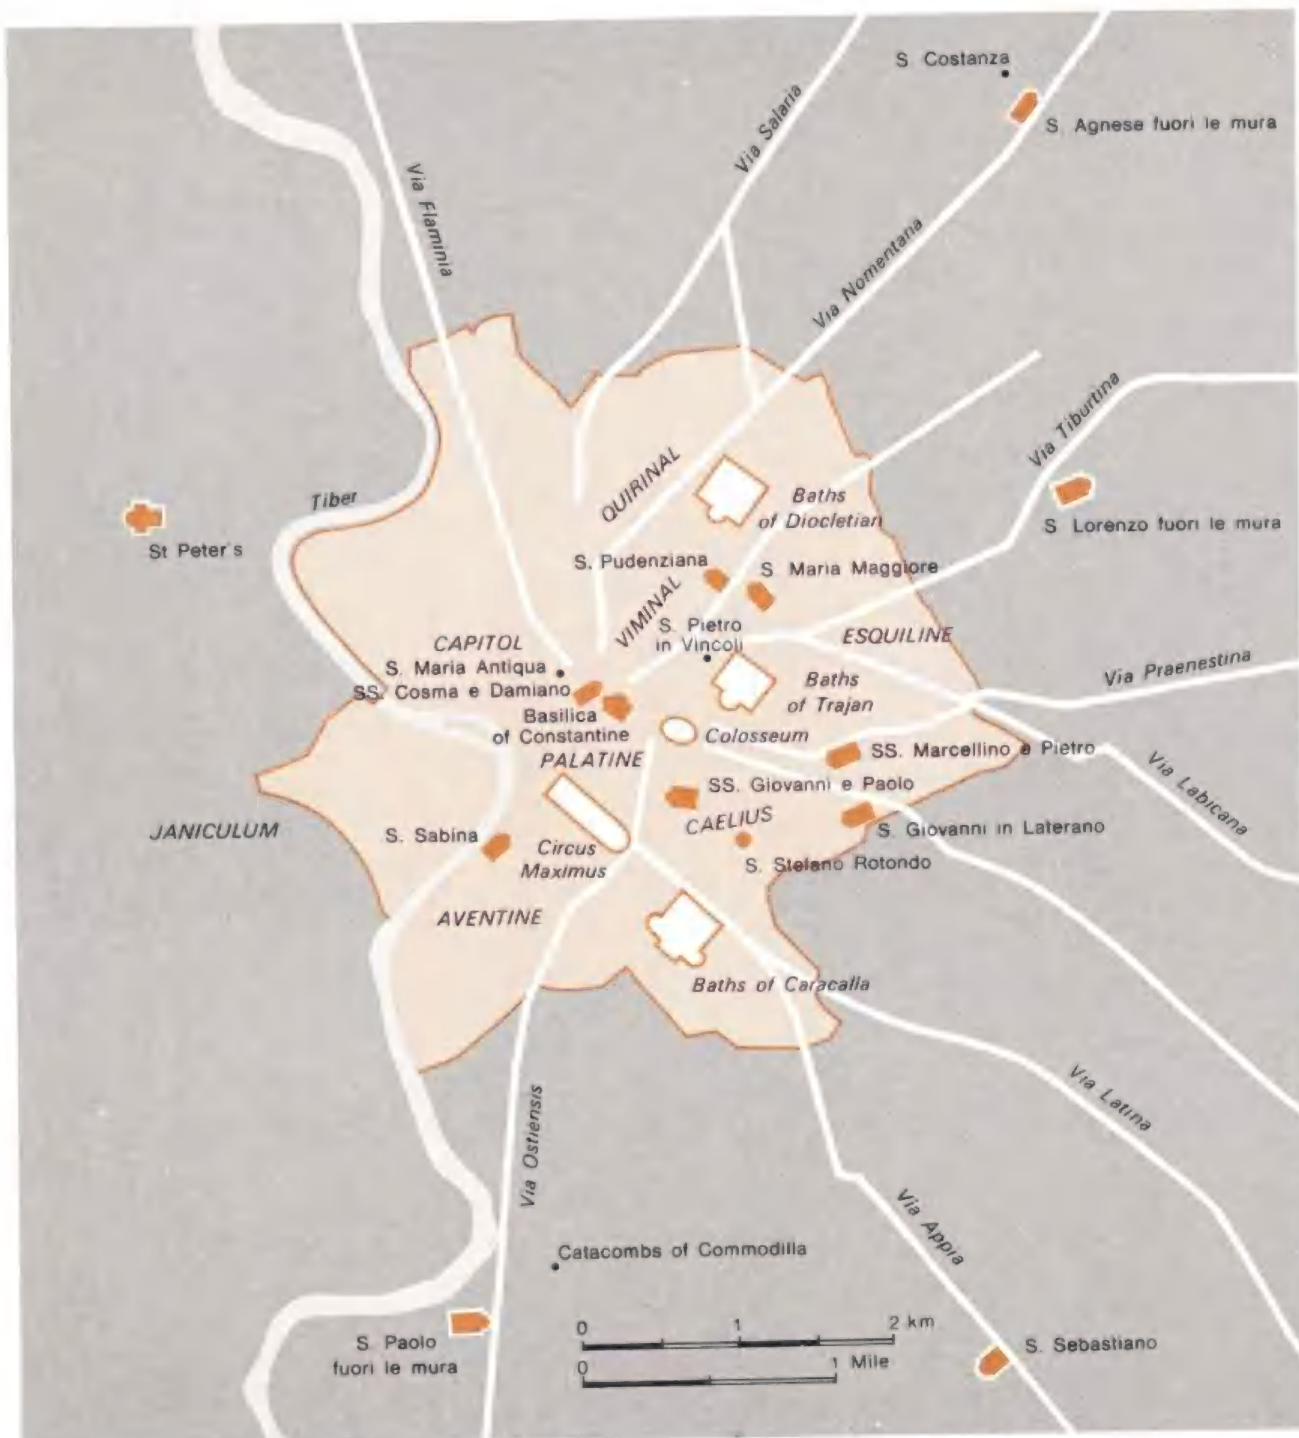 S Costanza
S. Agnese fuori le mura
Via Salaria
Via Flaminia
Via Nomentana
Via Tiburtina
QUIRINAL
Tiber
Baths
of Diocletian
St Peter's
S Lorenzo fuori le mura
S. Pudenziana
S. Maria Maggiore
VIMINAL
S. Pietro
in Vincoli
ESQUILINE
CAPITOL
S. Maria Antiqua
SS. Cosma e Damiano
Via Praenestina
Baths
of Trajan
Basilica
of Constantine
Colosseum
SS. Marcellino e Pietro
PALATINE
Via Labicana
SS. Giovanni e Paolo
JANICULUM
CAELIUS
S. Giovanni in Laterano
S. Sabina
Circus
Maximus
S. Stefano Rotondo
AVENTINE
Baths of Caracalla
Via Latina
Via Ostiensis
Via Appia
Catacombs of Commodilla
0 1 2 km
0 1 Mile
S. Paolo
fuori le mura
S. Sebastiano